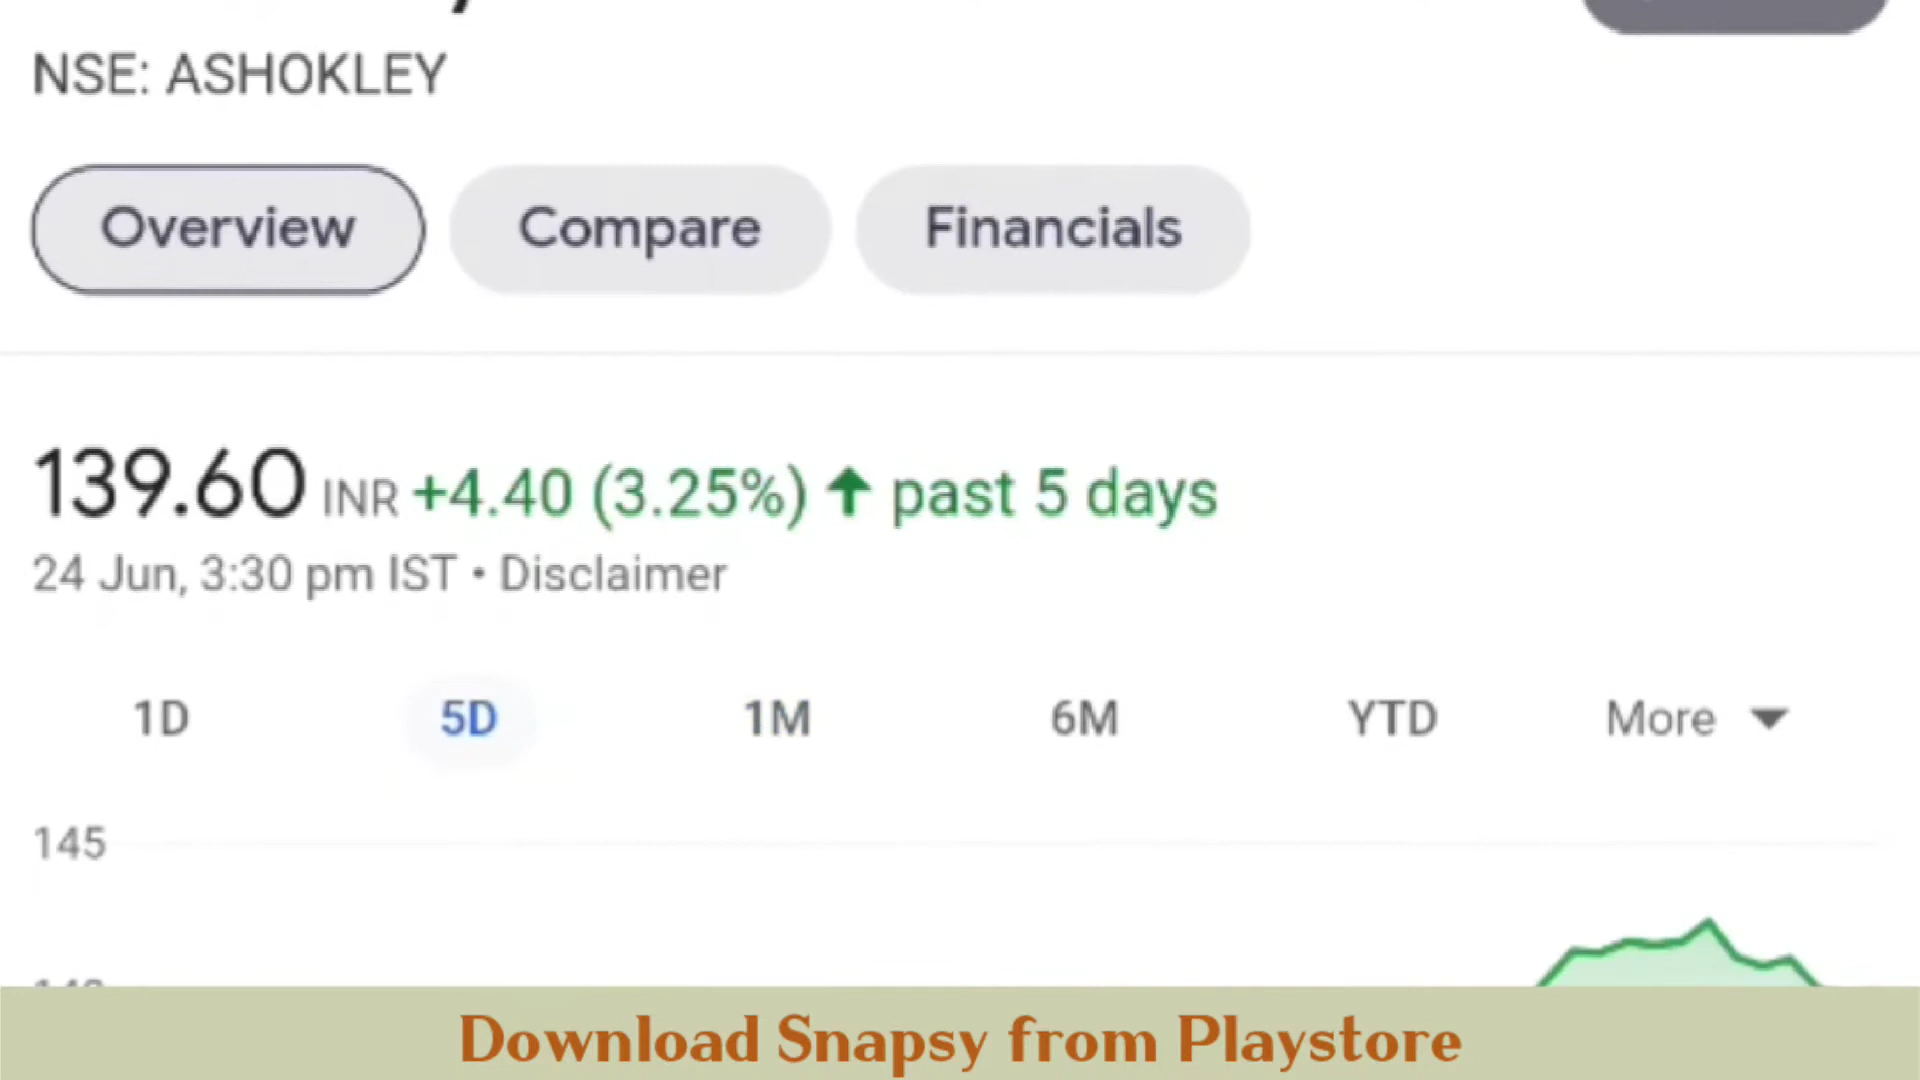 NSE: ASHOKLEY
Overview Compare Financials
139.60 INR +4.40 (3.25%) ↑ past 5 days
24 Jun, 3:30 pm IST • Disclaimer
1D 5D 1M 6M YTD More
145
Download Snapsy from Playstore